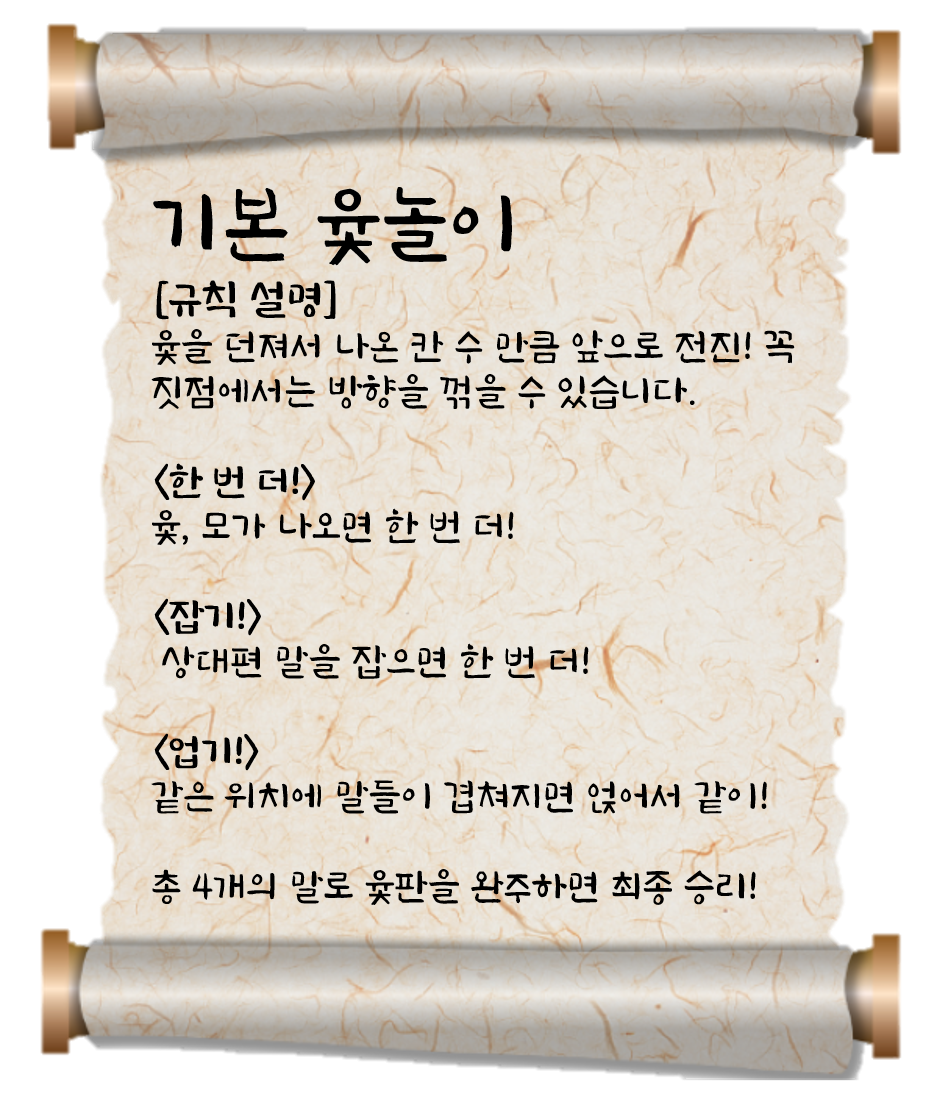 기본 윷놀이
[규칙 설명]
윷을 던져서 나온 칸 수 만큼 앞으로 전진! 꼭
짓점에서는 방향을 꺾을 수 있습니다.
<한 번 더!>
윷, 모가 나오면 한 번 더!
<잡기!>
상대편 말을 잡으면 한 번 더!
<업기!>
같은 위치에 말들이 겹쳐지면 얹어서 같이!
총 4개의 말로 윷판을 완주하면 최종 승리!